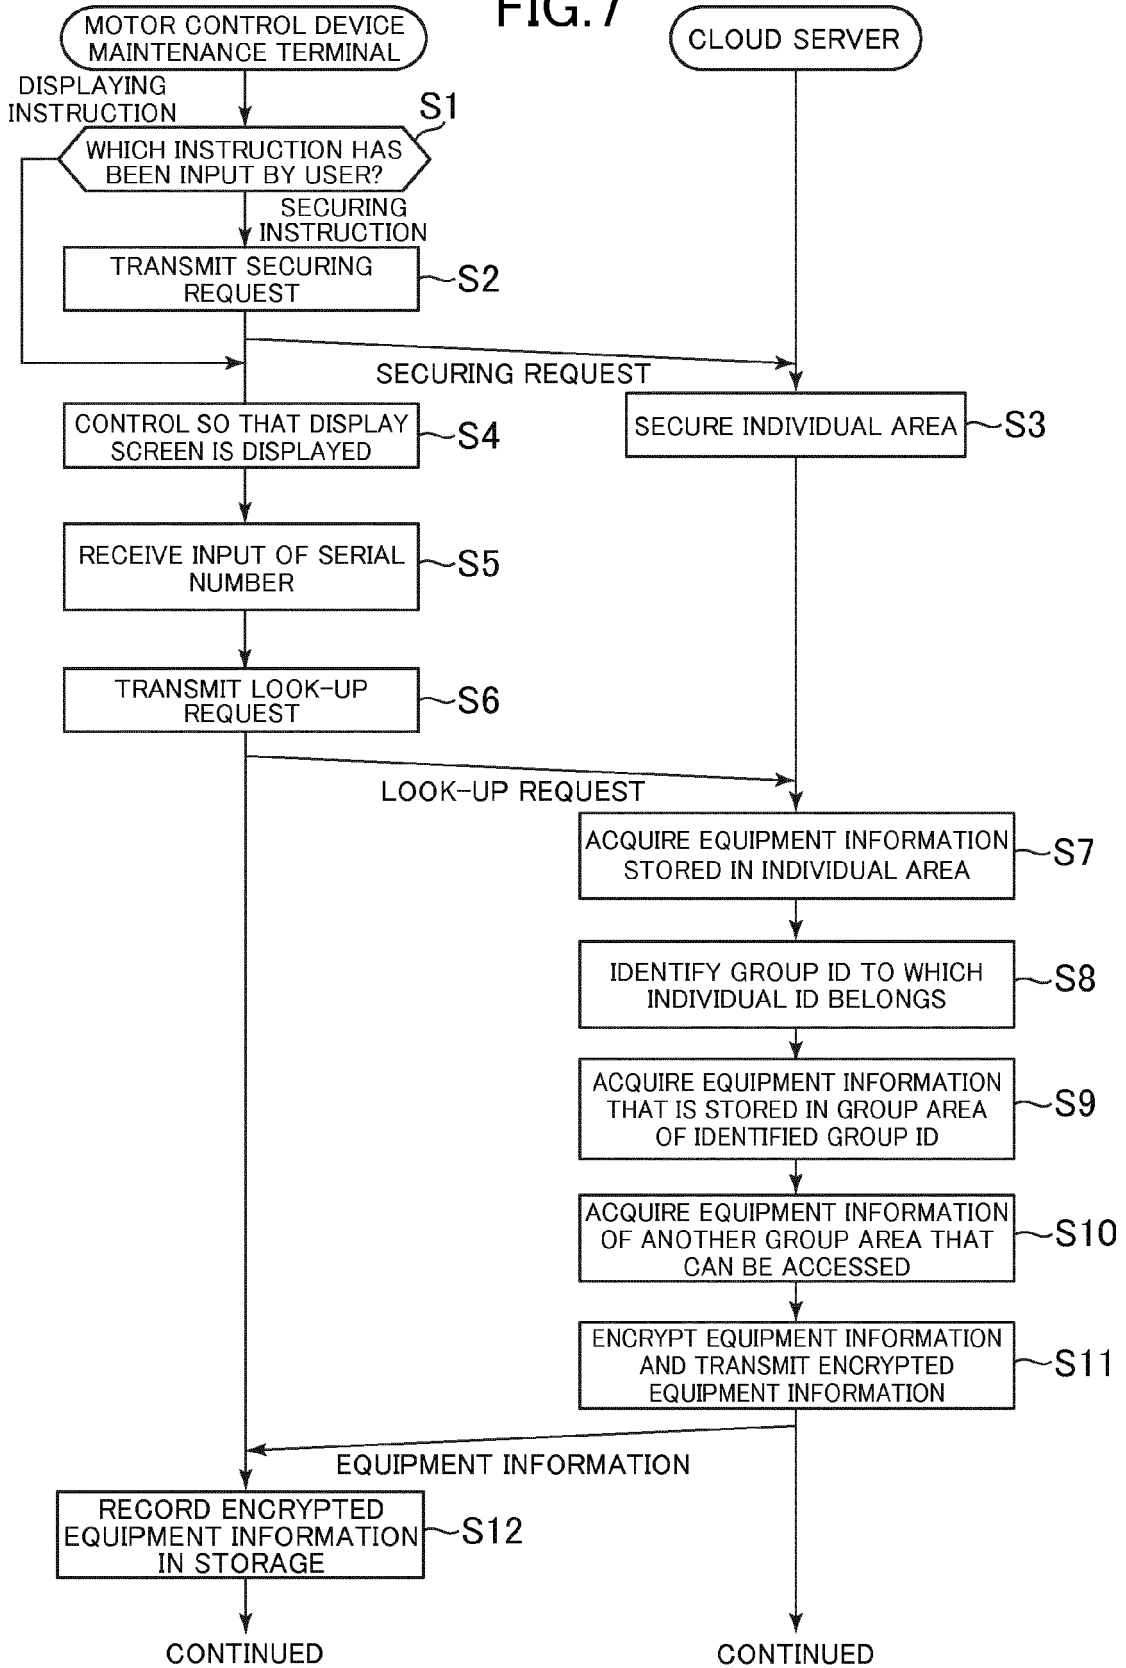 FIG.7
MOTOR CONTROL DEVICE
MAINTENANCE TERMINAL
CLOUD SERVER
DISPLAYING
INSTRUCTION
S1
WHICH INSTRUCTION HAS
BEEN INPUT BY USER?
SECURING
INSTRUCTION
TRANSMIT SECURING
REQUEST
S2
SECURING REQUEST
SECURE INDIVIDUAL AREA
S3
CONTROL SO THAT DISPLAY
SCREEN IS DISPLAYED
S4
RECEIVE INPUT OF SERIAL
NUMBER
S5
TRANSMIT LOOK-UP
REQUEST
S6
LOOK-UP REQUEST
ACQUIRE EQUIPMENT INFORMATION
STORED IN INDIVIDUAL AREA
S7
IDENTIFY GROUP ID TO WHICH
INDIVIDUAL ID BELONGS
S8
ACQUIRE EQUIPMENT INFORMATION
THAT IS STORED IN GROUP AREA
OF IDENTIFIED GROUP ID
S9
ACQUIRE EQUIPMENT INFORMATION
OF ANOTHER GROUP AREA THAT
CAN BE ACCESSED
S10
ENCRYPT EQUIPMENT INFORMATION
AND TRANSMIT ENCRYPTED
EQUIPMENT INFORMATION
S11
EQUIPMENT INFORMATION
RECORD ENCRYPTED
EQUIPMENT INFORMATION
IN STORAGE
S12
CONTINUED
CONTINUED